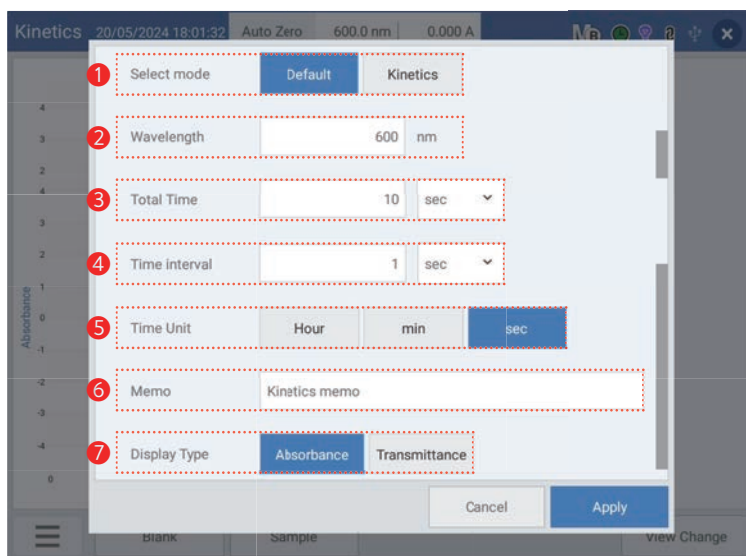 Kinetics 20/05/2024 18:01:32 Auto Zero 600.0 nm 0.000 A
1 Select mode Default Kinetics
2 Wavelength 600 nm
3 Total Time 10 sec
4 Time interval 1 sec
5 Time Unit Hour min sec
6 Memo Kinetics memo
7 Display Type Absorbance Transmittance
Cancel Apply
Absorbance
4
3
2
4
3
2
1
0
-1
-2
-3
-4
0
Blank Sample View Change